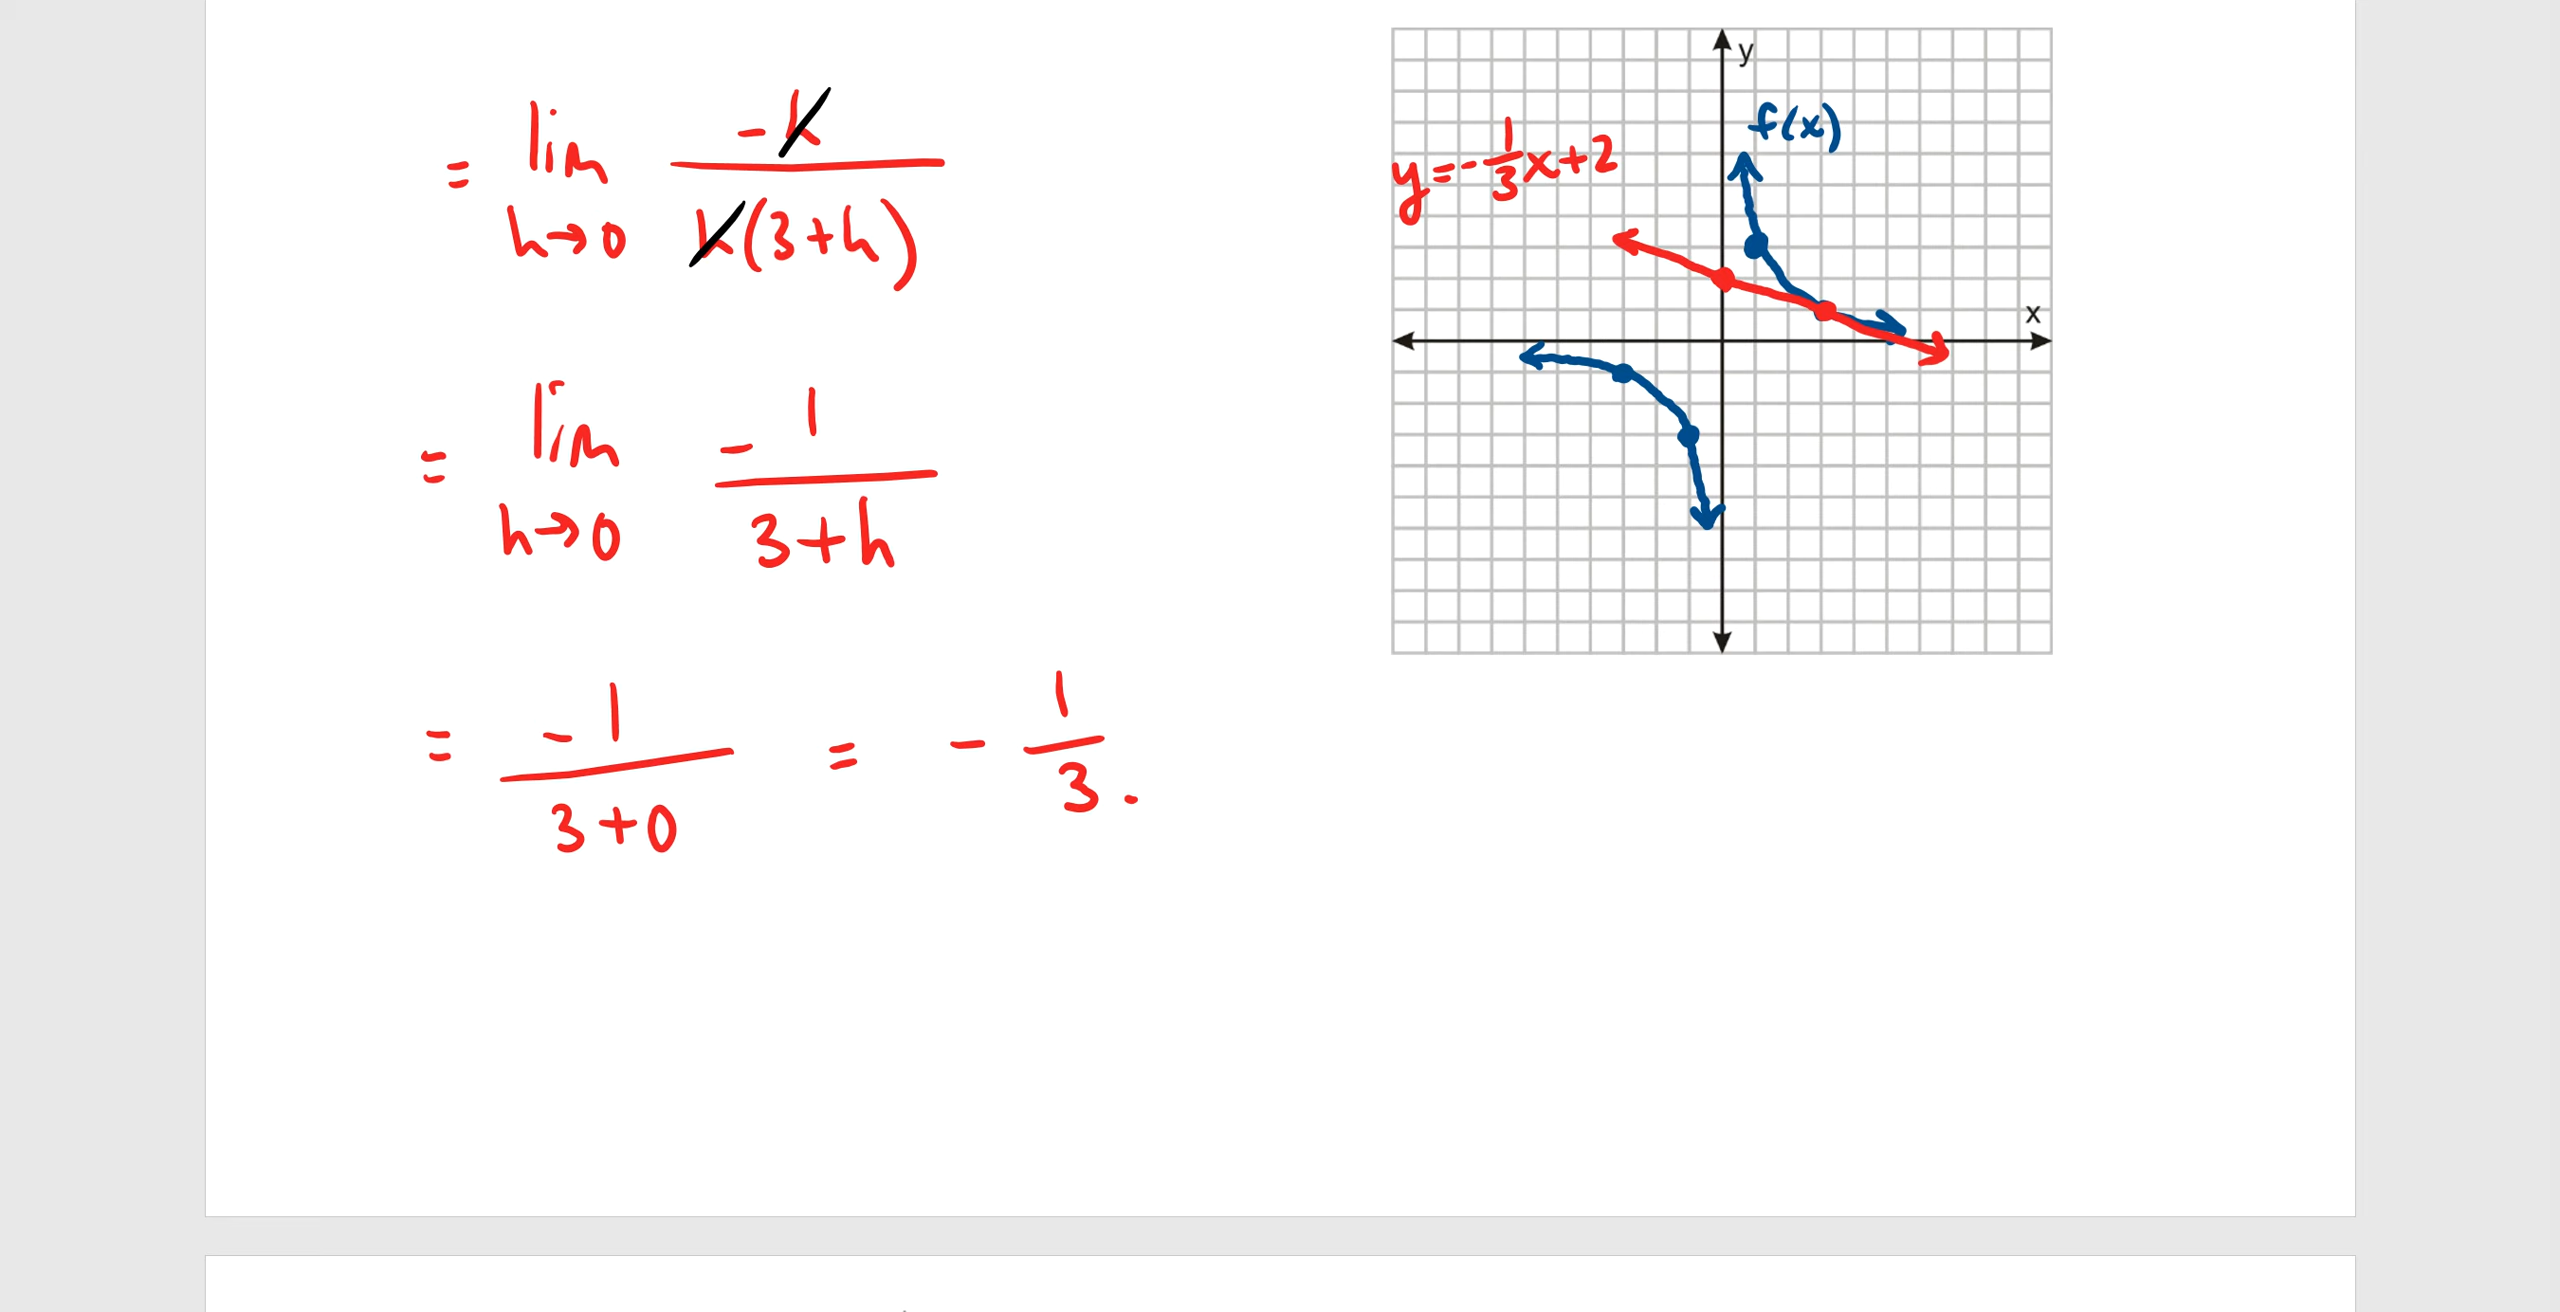 = lim h→0 -h / h(3+h)
= lim h→0 -1 / 3+h
= -1 / 3+0 = - 1/3 .
y
f(x)
y=-1/3x+2
x